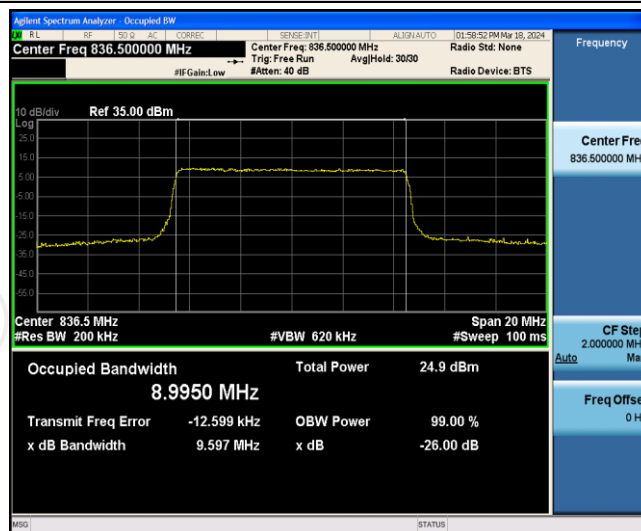 Agilent Spectrum Analyzer - Occupied BW
RL RF 50 Ω AC CORREC SENSE:INT ALIGNAUTO 01:58:52 PM Mar 18, 2024
Center Freq 836.500000 MHz
Center Freq: 836.500000 MHz
Radio Std: None
Trig: Free Run Avg|Hold: 30/30
#IFGain:Low #Atten: 40 dB Radio Device: BTS
Frequency
10 dB/div Ref 35.00 dBm
Log
25.0
15.0
5.00
-5.00
-15.0
-25.0
-35.0
-45.0
-55.0
Center 836.5 MHz Span 20 MHz
#Res BW 200 kHz #VBW 620 kHz #Sweep 100 ms
Occupied Bandwidth Total Power 24.9 dBm
8.9950 MHz
Transmit Freq Error -12.599 kHz OBW Power 99.00 %
x dB Bandwidth 9.597 MHz x dB -26.00 dB
Center Fre
836.500000 MH
CF Step
2.000000 MH
Auto Ma
Freq Offse
0 H
MSG STATUS